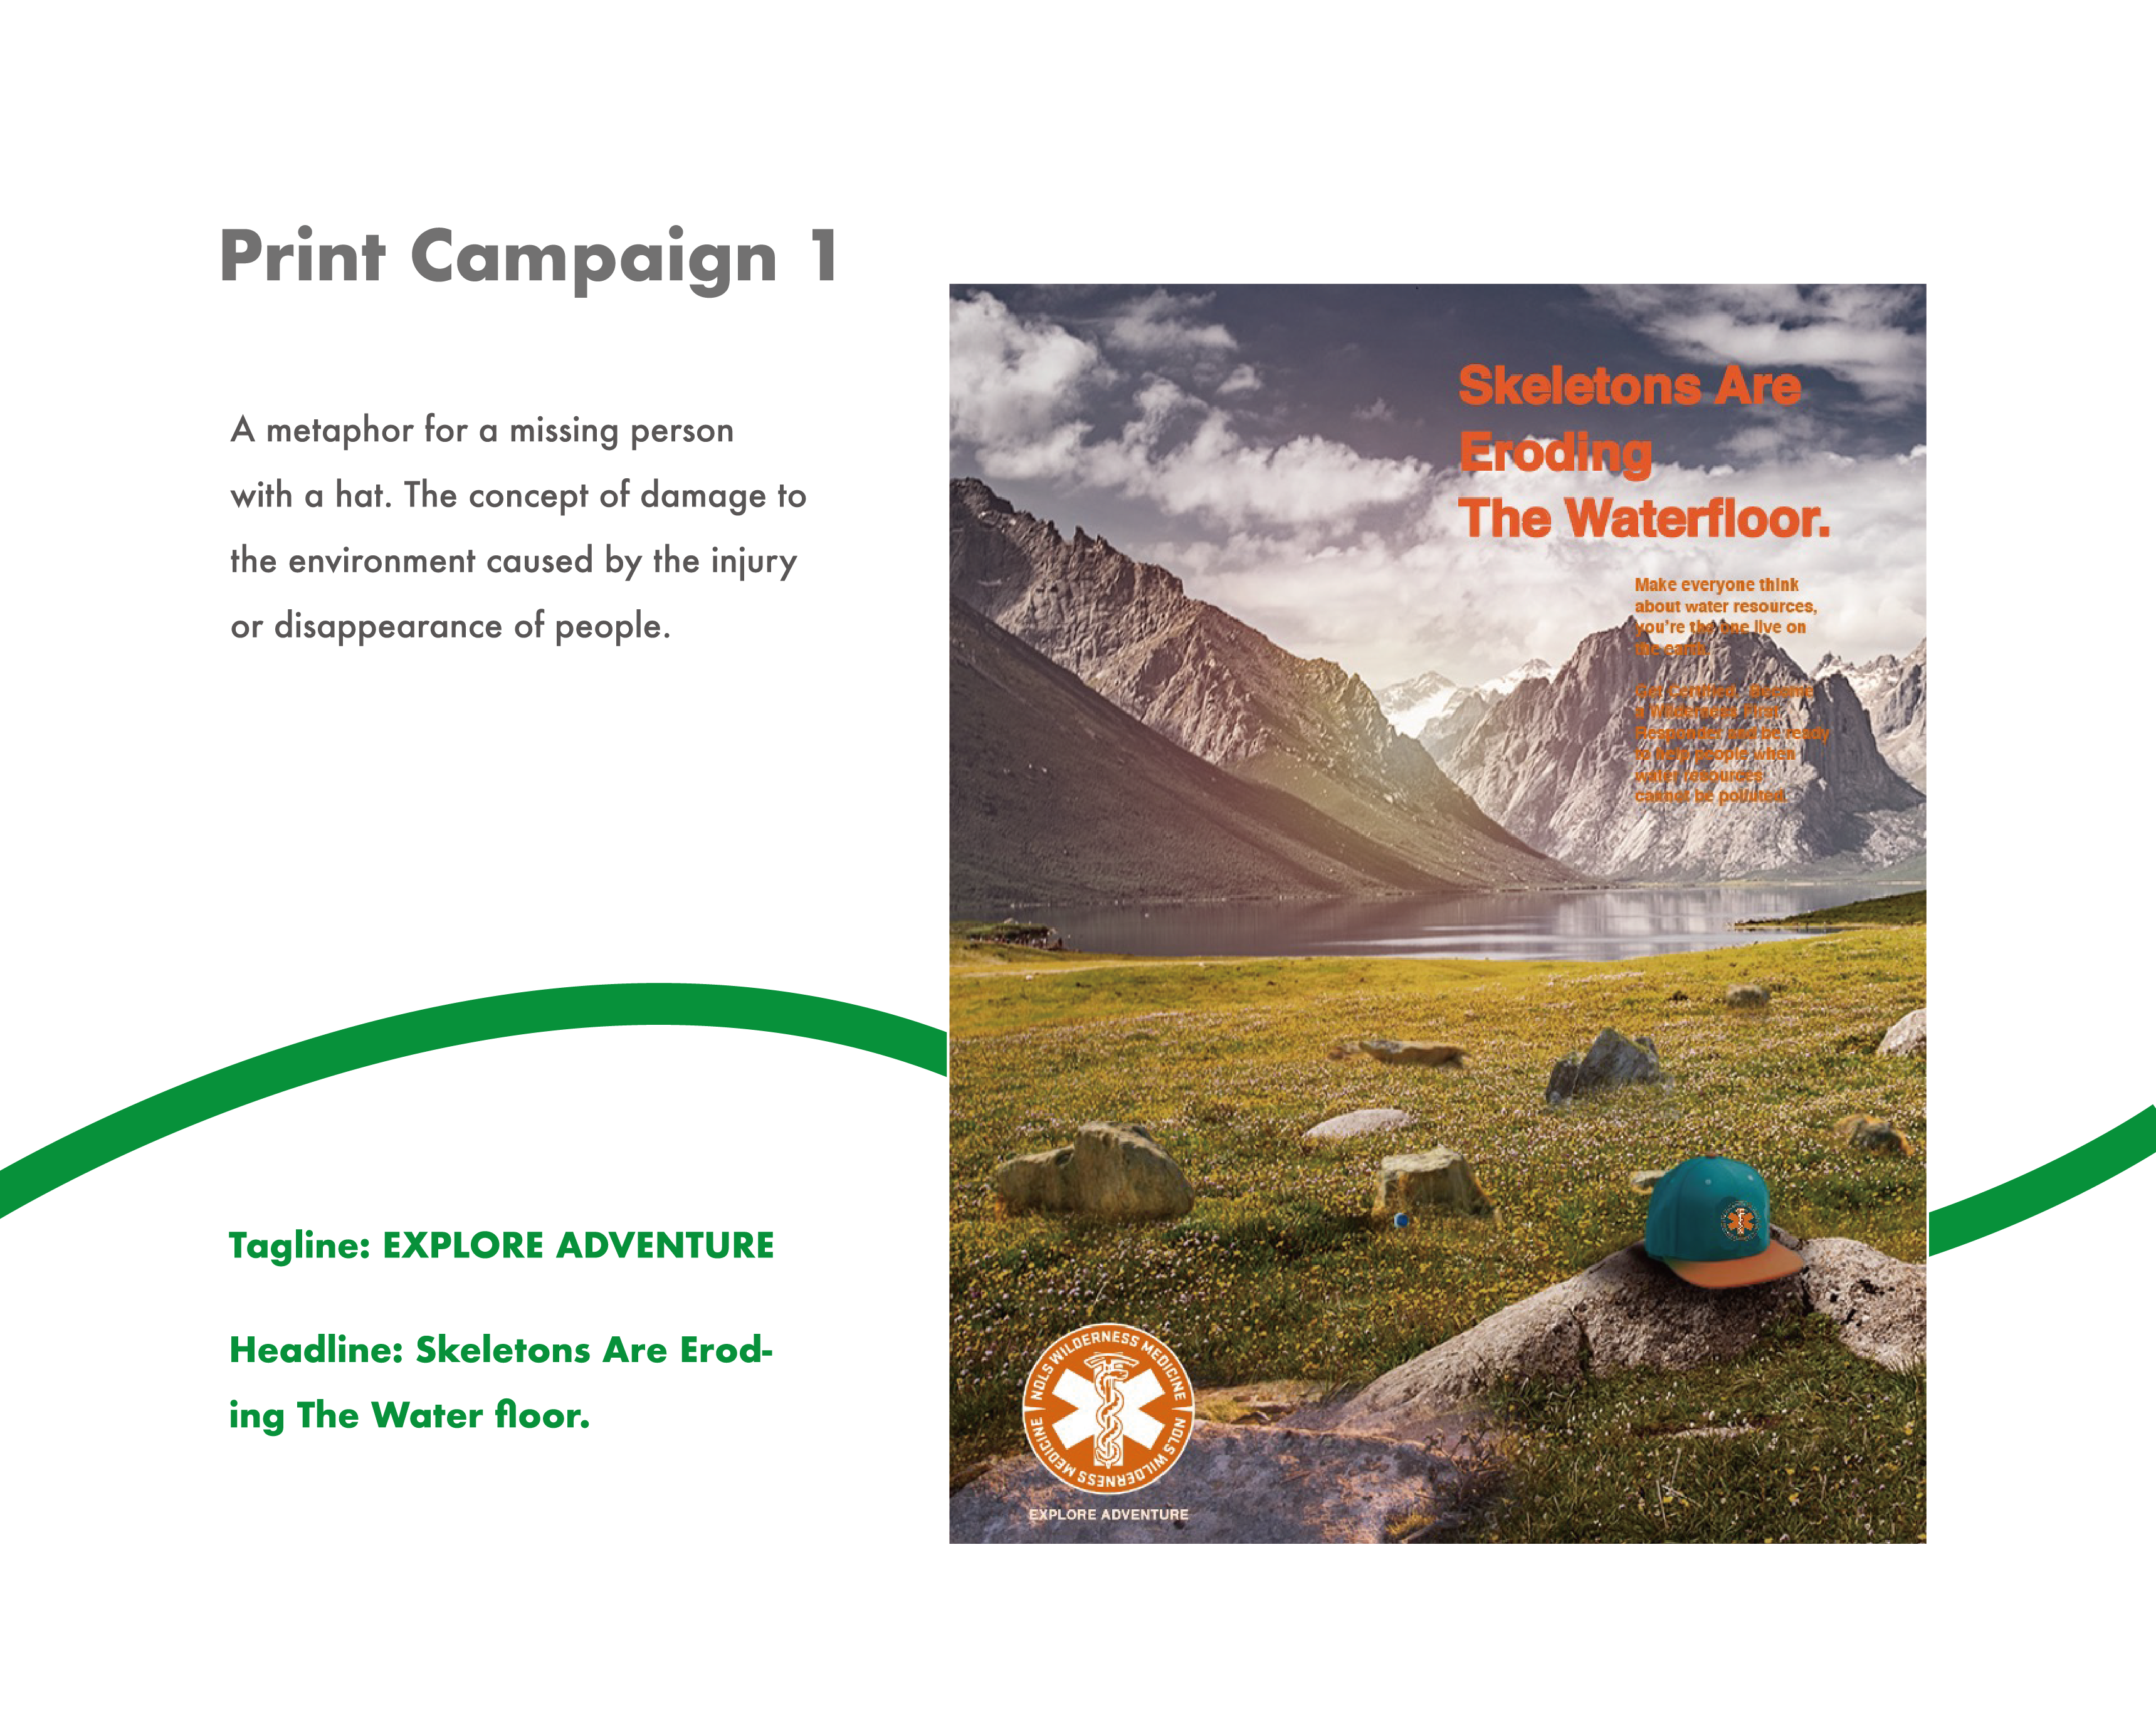 Print Campaign 1
A metaphor for a missing person
with a hat. The concept of damage to
the environment caused by the injury
or disappearance of people.
Tagline: EXPLORE ADVENTURE
Headline: Skeletons Are Erod-
ing The Water floor.
Skeletons Are
Eroding
The Waterfloor.
Make everyone think
about water resources,
you're the one live on
the earth.
Get Certified. Become
a Wilderness First
Responder and be ready
to help people when
water resources
cannot be polluted.
NOLS WILDERNESS MEDICINE
NOLS WILDERNESS MEDICINE
EXPLORE ADVENTURE